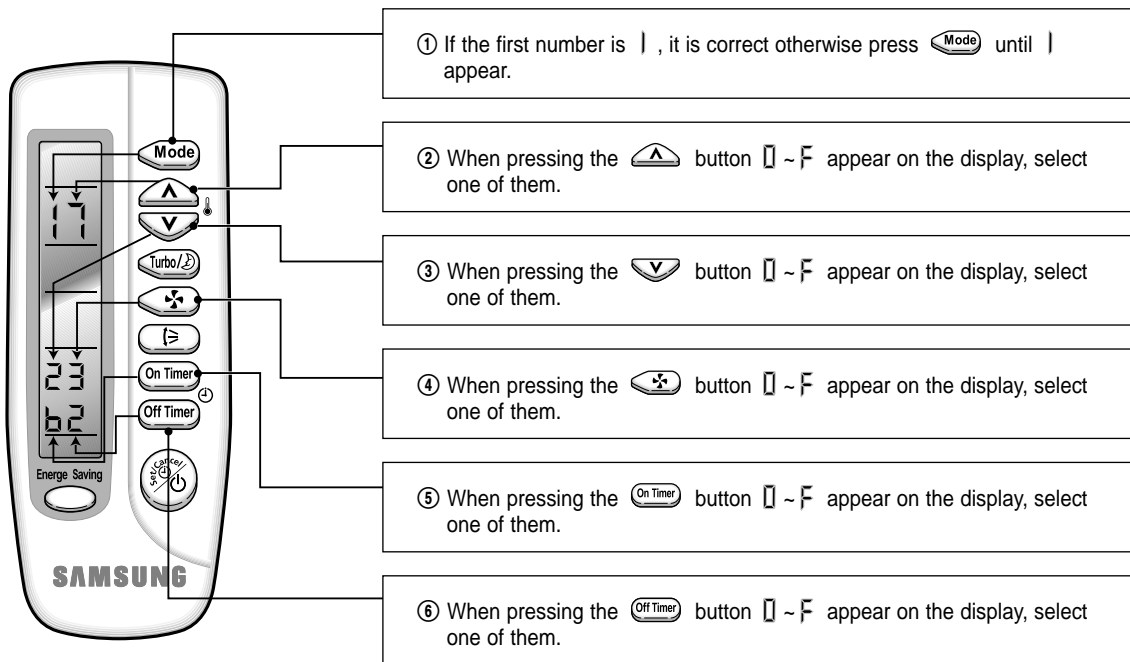 ① If the first number is 1 , it is correct otherwise press Mode until 1
appear.
② When pressing the ∧ button 0 ~ F appear on the display, select
one of them.
③ When pressing the ∨ button 0 ~ F appear on the display, select
one of them.
④ When pressing the button 0 ~ F appear on the display, select
one of them.
⑤ When pressing the On Timer button 0 ~ F appear on the display, select
one of them.
⑥ When pressing the Off Timer button 0 ~ F appear on the display, select
one of them.
Mode
∧
17
∨
Turbo/
23
On Timer
b2
Off Timer
Set/Cancel
Energe Saving
SAMSUNG